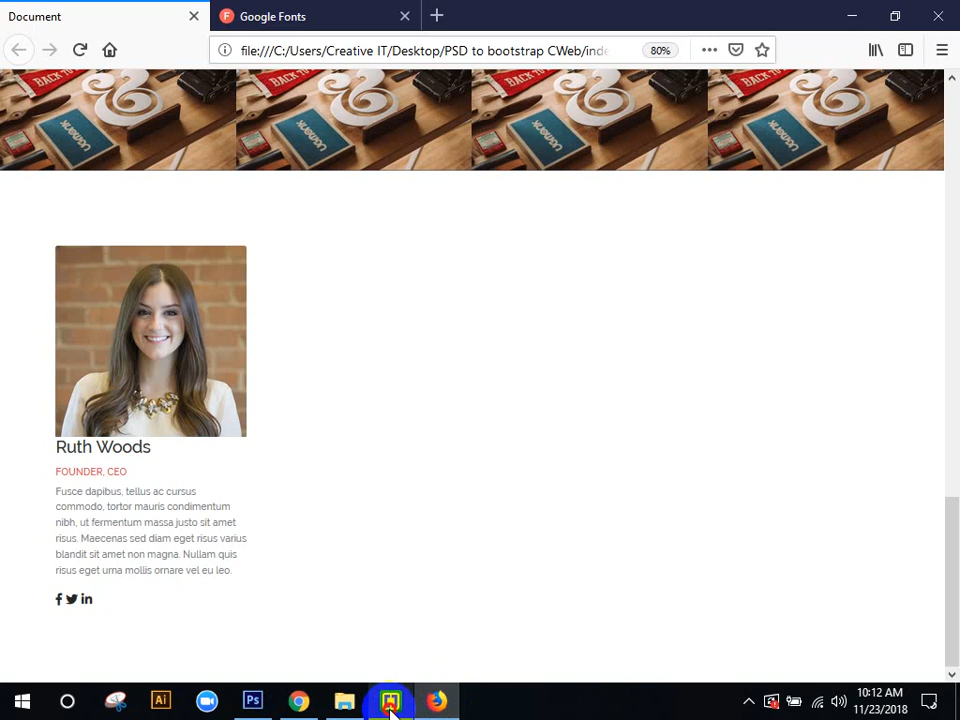 Document
Google Fonts
file:///C:/Users/Creative IT/Desktop/PSD to bootstrap CWeb/inde
80%
Ruth Woods
FOUNDER, CEO
Fusce dapibus, tellus ac cursus
commodo, tortor mauris condimentum
nibh, ut fermentum massa justo sit amet
risus. Maecenas sed diam eget risus varius
blandit sit amet non magna. Nullam quis
risus eget urna mollis ornare vel eu leo.
Ai
Ps
10:12 AM
11/23/2018